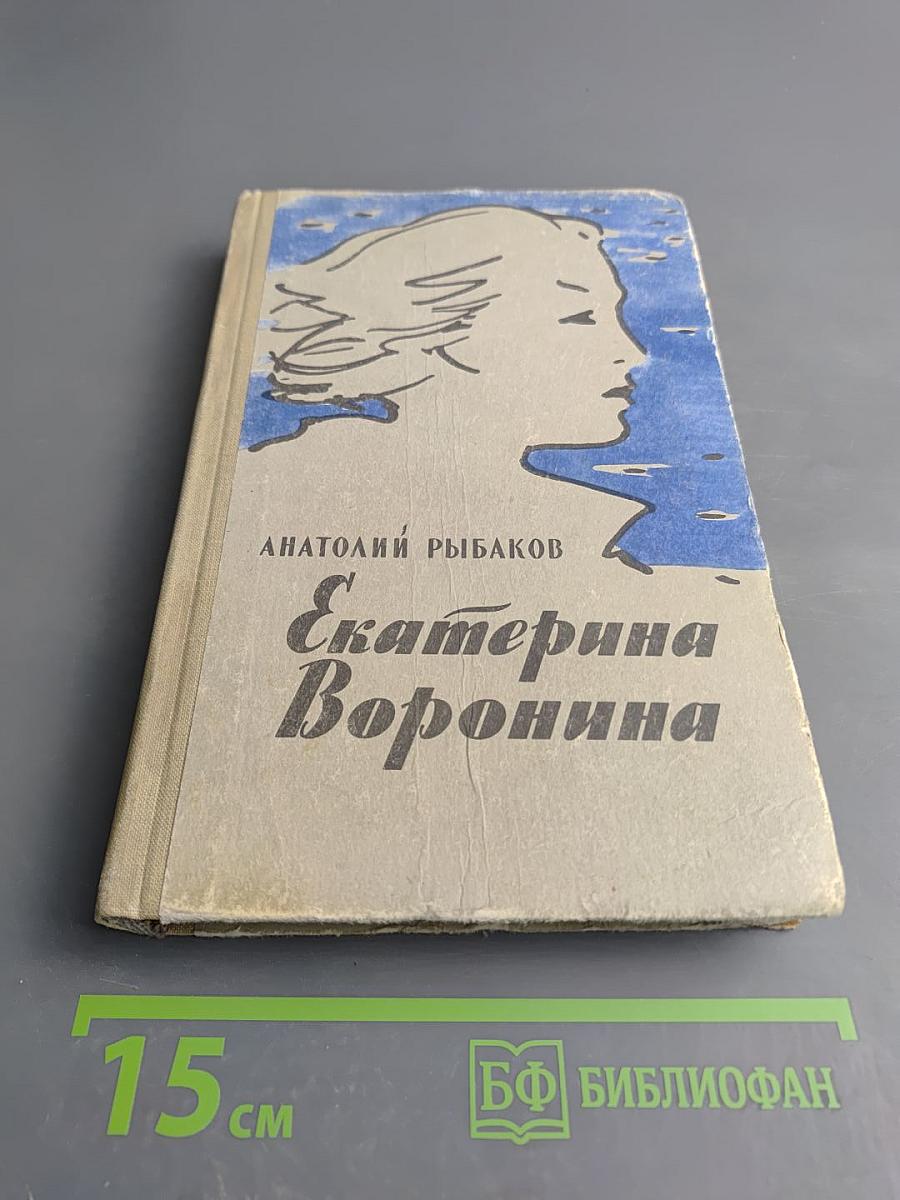 АНАТОЛИЙ РЫБАКОВ
Екатерина
Воронина
15 см
БФ БИБЛИОФАН